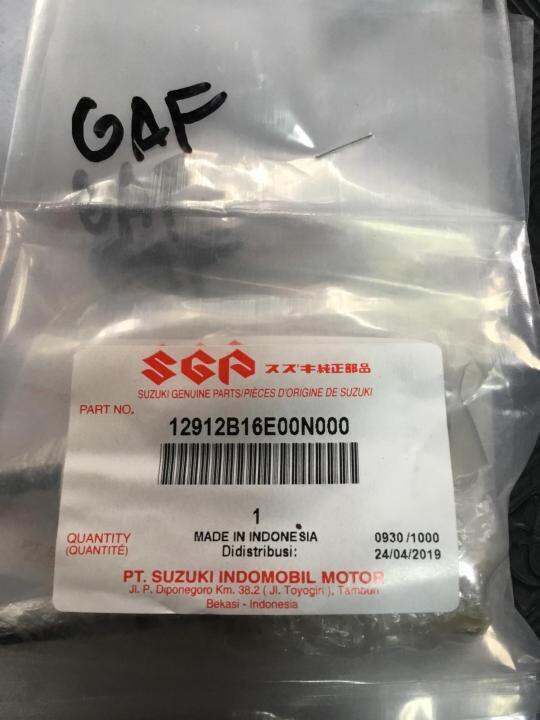 GAF
SGP スズキ純正部品
SUZUKI GENUINE PARTS/PIÈCES D'ORIGINE DE SUZUKI
PART NO. 12912B16E00N000
1
QUANTITY MADE IN INDONESIA 0930 /1000
(QUANTITÉ) Didistribusi: 24/04/2019
PT. SUZUKI INDOMOBIL MOTOR
Jl. P. Diponegoro Km. 38.2 ( Jl. Toyogiri ), Tambun
Bekasi - Indonesia